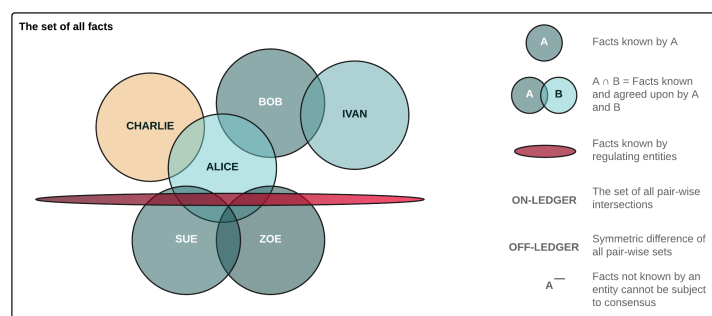 The set of all facts
CHARLIE
BOB
IVAN
ALICE
SUE
ZOE
A
Facts known by A
A B
A ∩ B = Facts known
and agreed upon by A
and B
Facts known by
regulating entities
ON-LEDGER
The set of all pair-wise
intersections
OFF-LEDGER
Symmetric difference of
all pair-wise sets
A‾
Facts not known by an
entity cannot be subject
to consensus